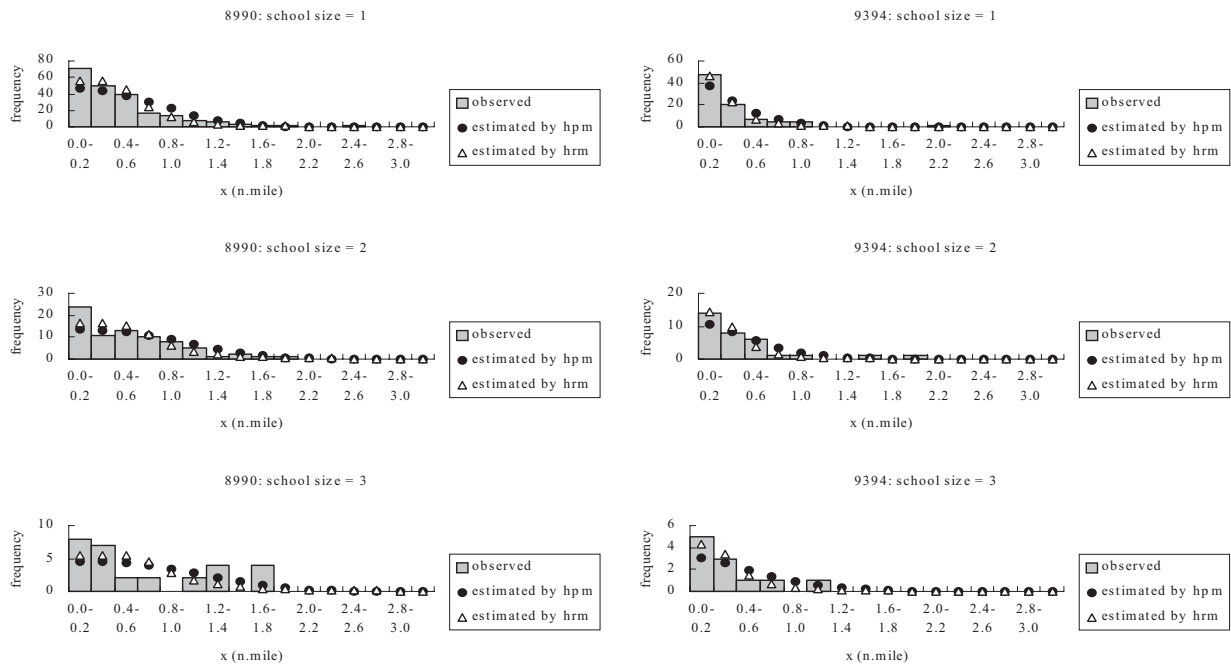 8990: school size = 1
frequency
80
60
40
20
0
0.0- 0.4- 0.8- 1.2- 1.6- 2.0- 2.4- 2.8-
0.2 0.6 1.0 1.4 1.8 2.2 2.6 3.0
x (n.mile)
observed
estimated by hpm
estimated by hrm
9394: school size = 1
frequency
60
40
20
0
0.0- 0.4- 0.8- 1.2- 1.6- 2.0- 2.4- 2.8-
0.2 0.6 1.0 1.4 1.8 2.2 2.6 3.0
x (n.mile)
observed
estimated by hpm
estimated by hrm
8990: school size = 2
frequency
30
20
10
0
0.0- 0.4- 0.8- 1.2- 1.6- 2.0- 2.4- 2.8-
0.2 0.6 1.0 1.4 1.8 2.2 2.6 3.0
x (n.mile)
observed
estimated by hpm
estimated by hrm
9394: school size = 2
frequency
20
10
0
0.0- 0.4- 0.8- 1.2- 1.6- 2.0- 2.4- 2.8-
0.2 0.6 1.0 1.4 1.8 2.2 2.6 3.0
x (n.mile)
observed
estimated by hpm
estimated by hrm
8990: school size = 3
frequency
10
5
0
0.0- 0.4- 0.8- 1.2- 1.6- 2.0- 2.4- 2.8-
0.2 0.6 1.0 1.4 1.8 2.2 2.6 3.0
x (n.mile)
observed
estimated by hpm
estimated by hrm
9394: school size = 3
frequency
6
4
2
0
0.0- 0.4- 0.8- 1.2- 1.6- 2.0- 2.4- 2.8-
0.2 0.6 1.0 1.4 1.8 2.2 2.6 3.0
x (n.mile)
observed
estimated by hpm
estimated by hrm